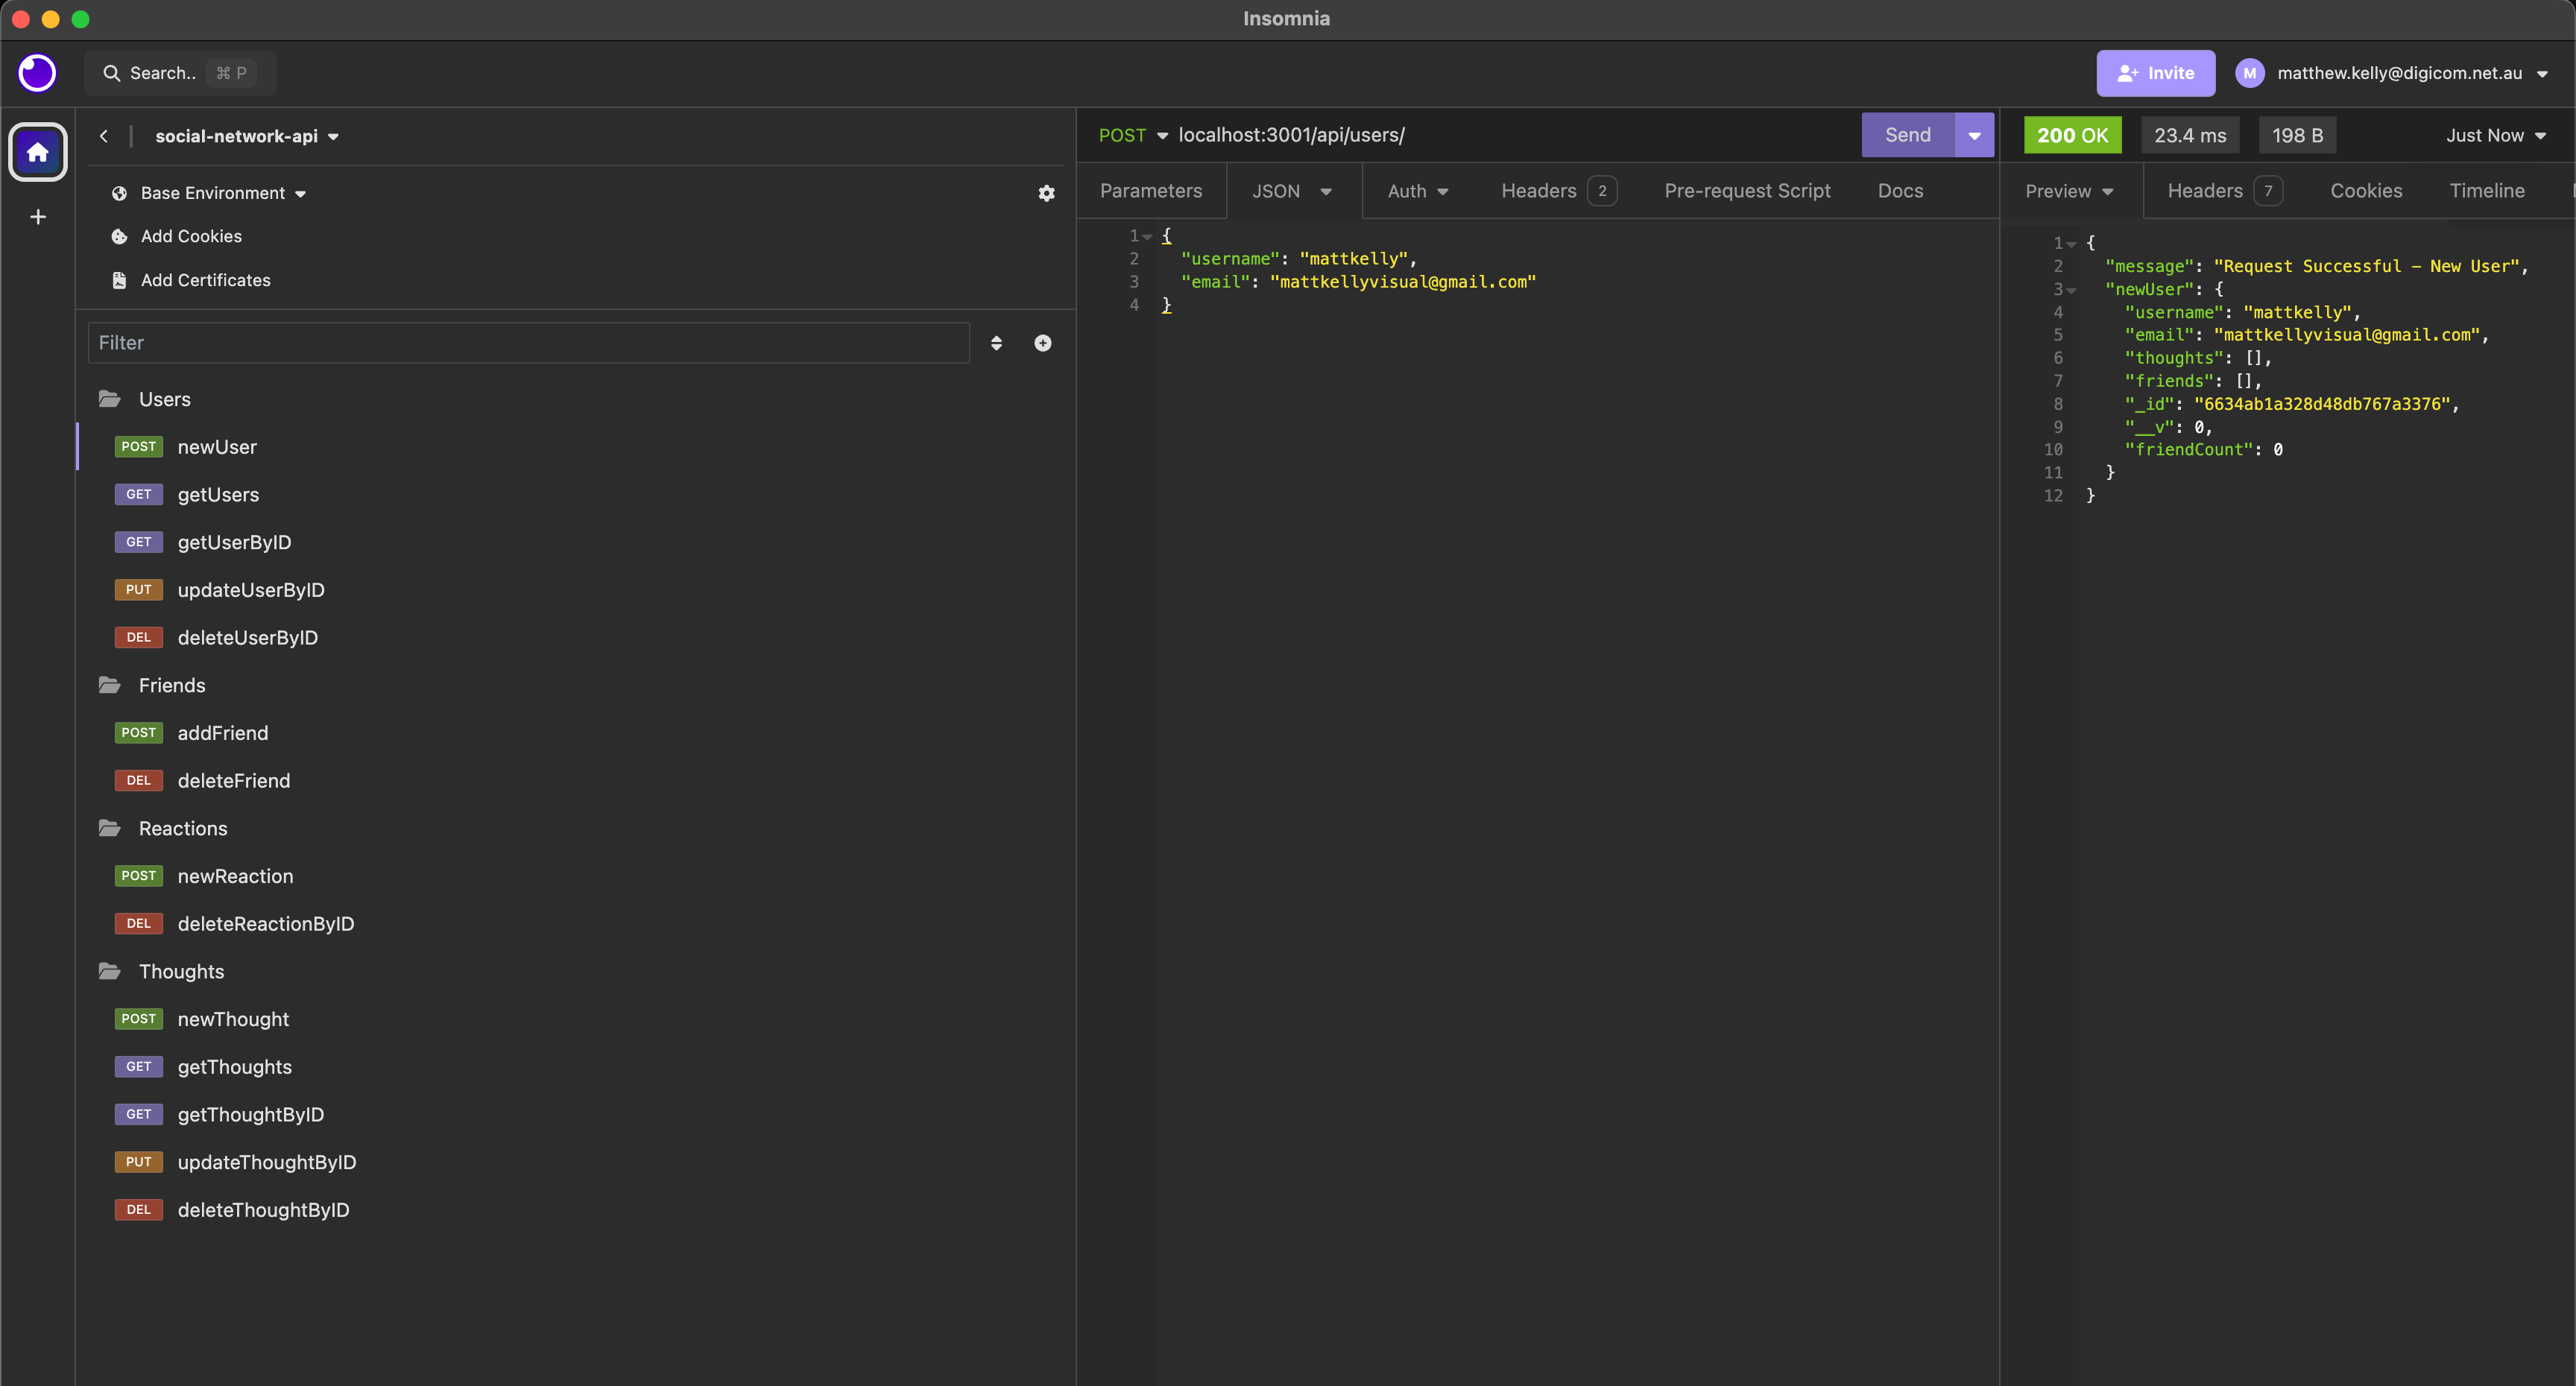 Insomnia
Search.. ⌘ P
Invite
M matthew.kelly@digicom.net.au
social-network-api
Base Environment
Add Cookies
Add Certificates
Filter
Users
POST newUser
GET getUsers
GET getUserByID
PUT updateUserByID
DEL deleteUserByID
Friends
POST addFriend
DEL deleteFriend
Reactions
POST newReaction
DEL deleteReactionByID
Thoughts
POST newThought
GET getThoughts
GET getThoughtByID
PUT updateThoughtByID
DEL deleteThoughtByID
POST localhost:3001/api/users/ Send
Parameters JSON Auth Headers 2 Pre-request Script Docs
1 {
2 "username": "mattkelly",
3 "email": "mattkellyvisual@gmail.com"
4 }
200 OK 23.4 ms 198 B Just Now
Preview Headers 7 Cookies Timeline
1 {
2 "message": "Request Successful – New User",
3 "newUser": {
4 "username": "mattkelly",
5 "email": "mattkellyvisual@gmail.com",
6 "thoughts": [],
7 "friends": [],
8 "_id": "6634ab1a328d48db767a3376",
9 "__v": 0,
10 "friendCount": 0
11 }
12 }